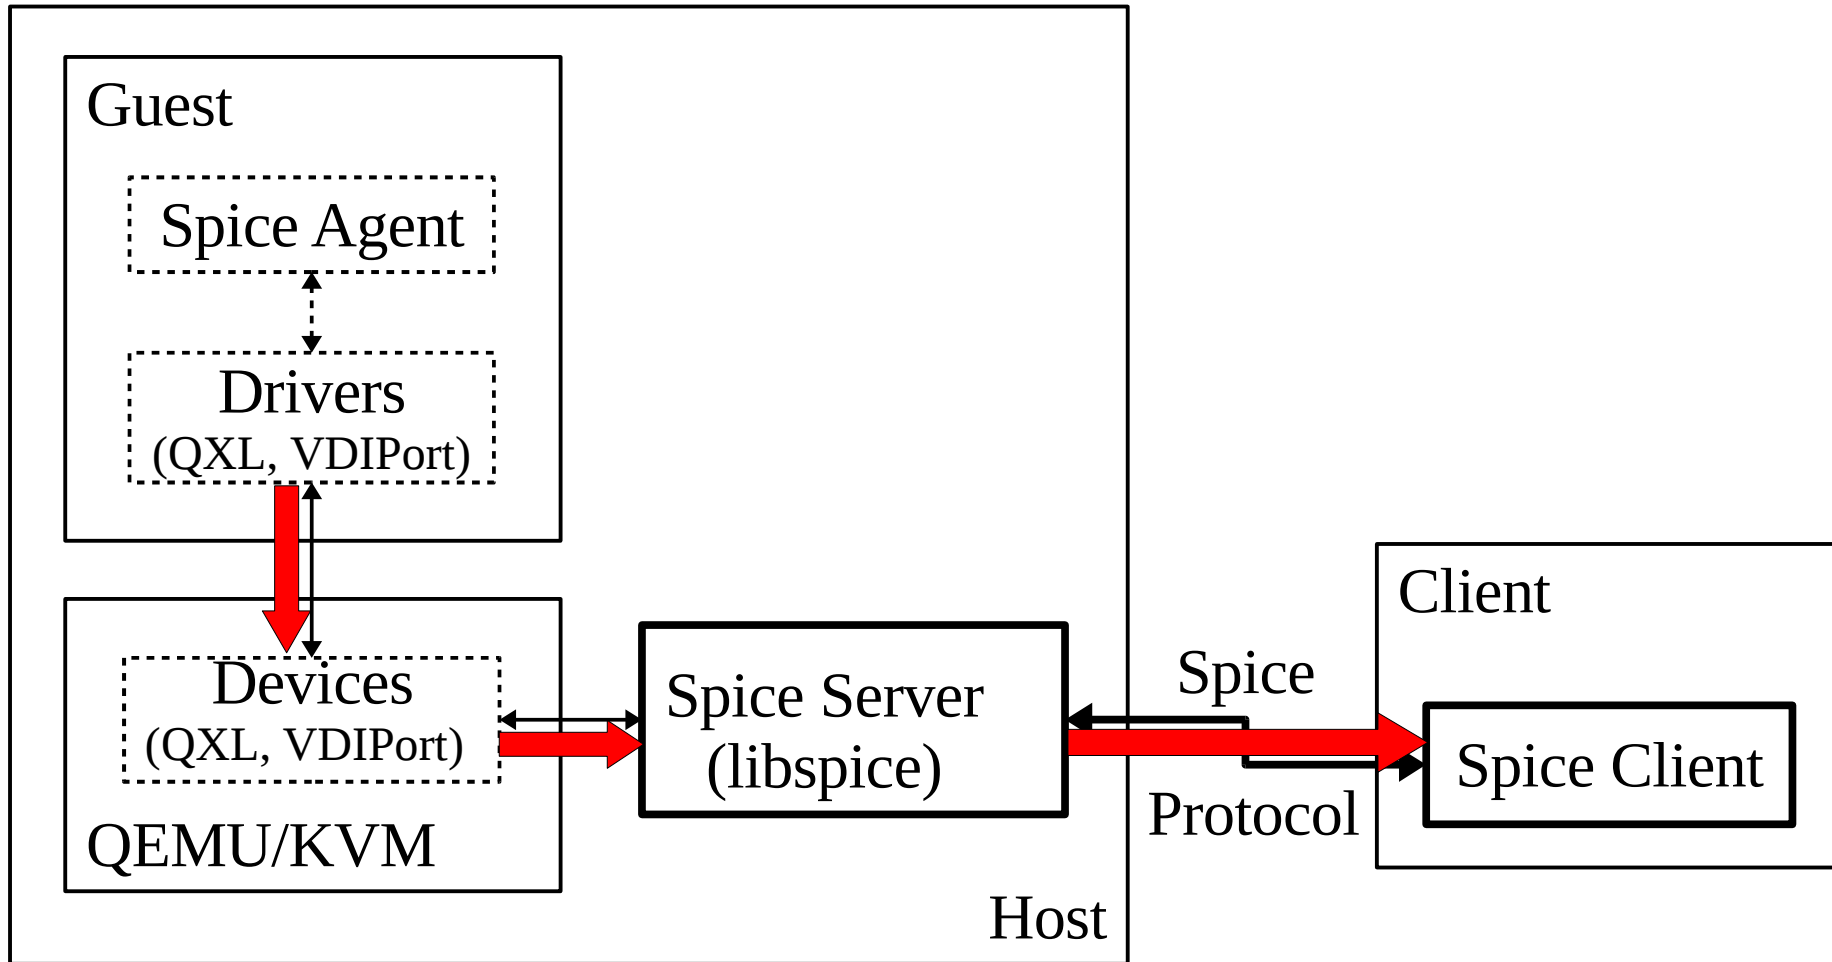 Guest
Spice Agent
Drivers
(QXL, VDIPort)
Devices
(QXL, VDIPort)
QEMU/KVM
Spice Server
(libspice)
Spice
Protocol
Client
Spice Client
Host